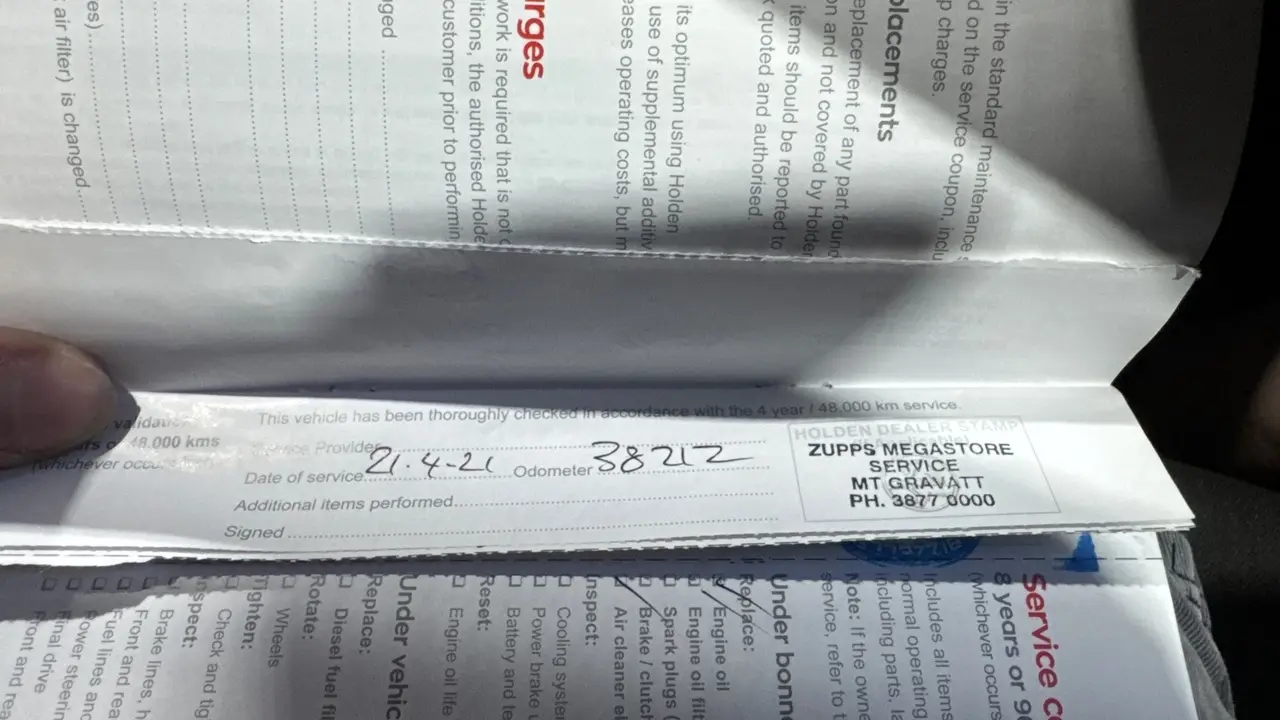 in the standard maintenance
d on the service coupon, inclu
p charges.
placements
eplacement of any part found
on and not covered by Holden
items should be reported to
quoted and authorised.
its optimum using Holden
use of supplemental additiv
eases operating costs, but m
arges
work is required that is not
ditions, the authorised Holde
customer prior to performin
nged
es)
air filter) is changed
This vehicle has been thoroughly checked in accordance with the 4 year / 48,000 km service.
48,000 kms
(whichever occurs
Provider
Date of service 21.4-21 Odometer 38212
Additional items performed
Signed
HOLDEN DEALER STAMP
ZUPPS MEGASTORE
SERVICE
MT GRAVATT
PH. 3877 0000
Service c
8 years or 9
(whichever occurs
Includes all items
normal operating
including parts, la
Note: If the owne
service, refer to t
Under bonn
Replace:
Engine oil
Engine oil filt
Spark plugs (
Brake / clutch
Air cleaner el
Inspect:
Cooling system
Power brake
Battery and te
Reset:
Engine oil life
Under vehic
Replace:
Diesel fuel fil
Rotate:
Wheels
Tighten:
Check and tig
Inspect:
Brake lines, h
Front and rea
Fuel lines and
Power steerin
Final drive
Front and rea